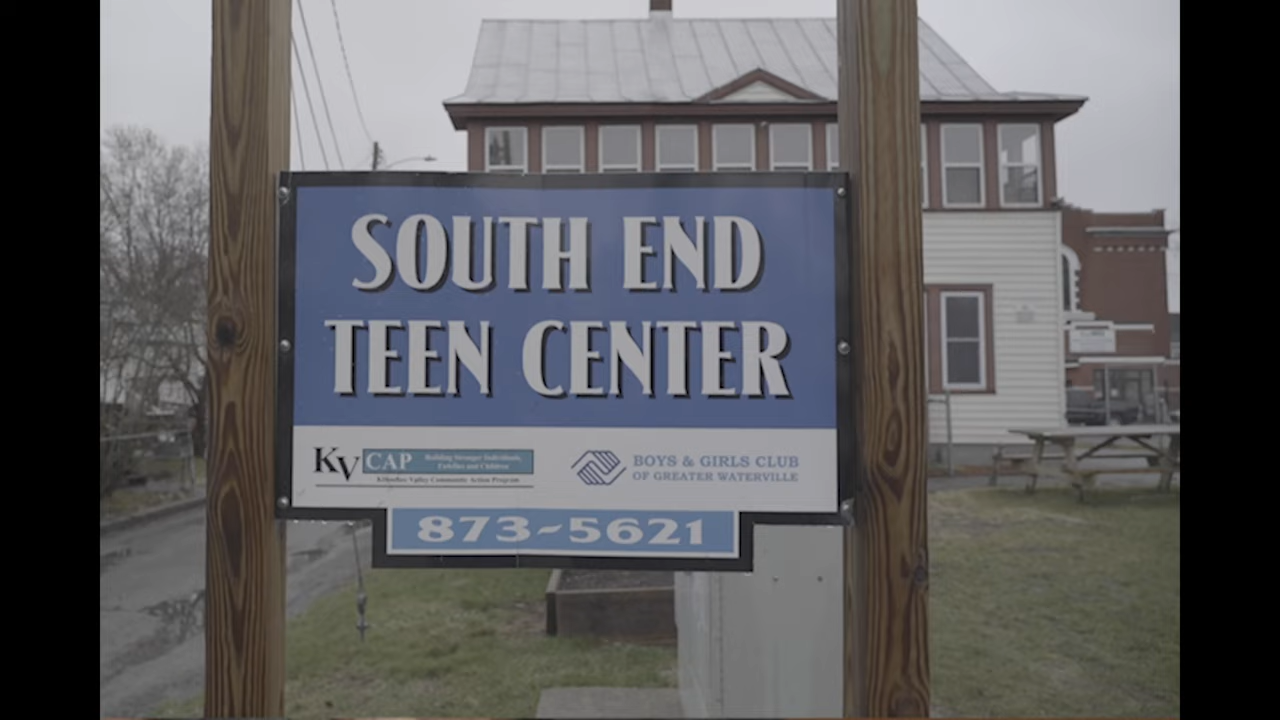 SOUTH END
TEEN CENTER
KV CAP Building Stronger Individuals,
Families and Children
Kennebec Valley Community Action Program
BOYS & GIRLS CLUB
OF GREATER WATERVILLE
873-5621